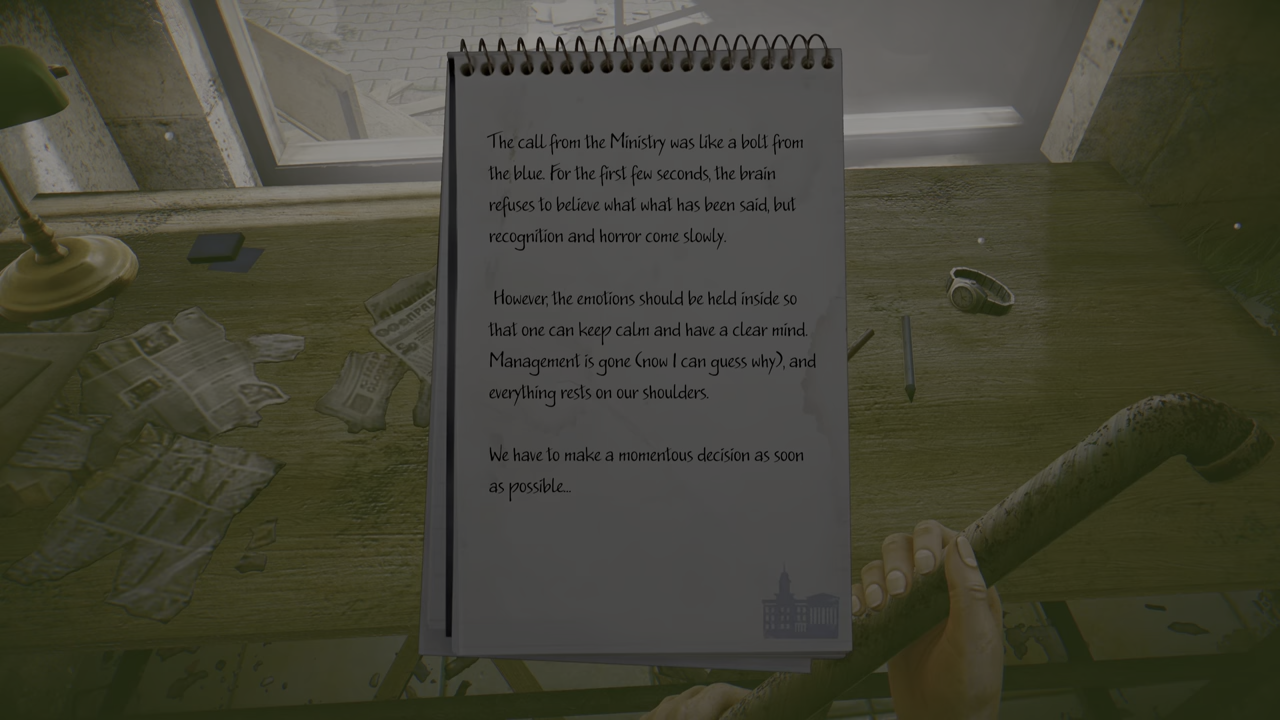 The call from the Ministry was like a bolt from
the blue. For the first few seconds, the brain
refuses to believe what what has been said, but
recognition and horror come slowly.
However, the emotions should be held inside so
that one can keep calm and have a clear mind.
Management is gone (now I can guess why), and
everything rests on our shoulders.
We have to make a momentous decision as soon
as possible...